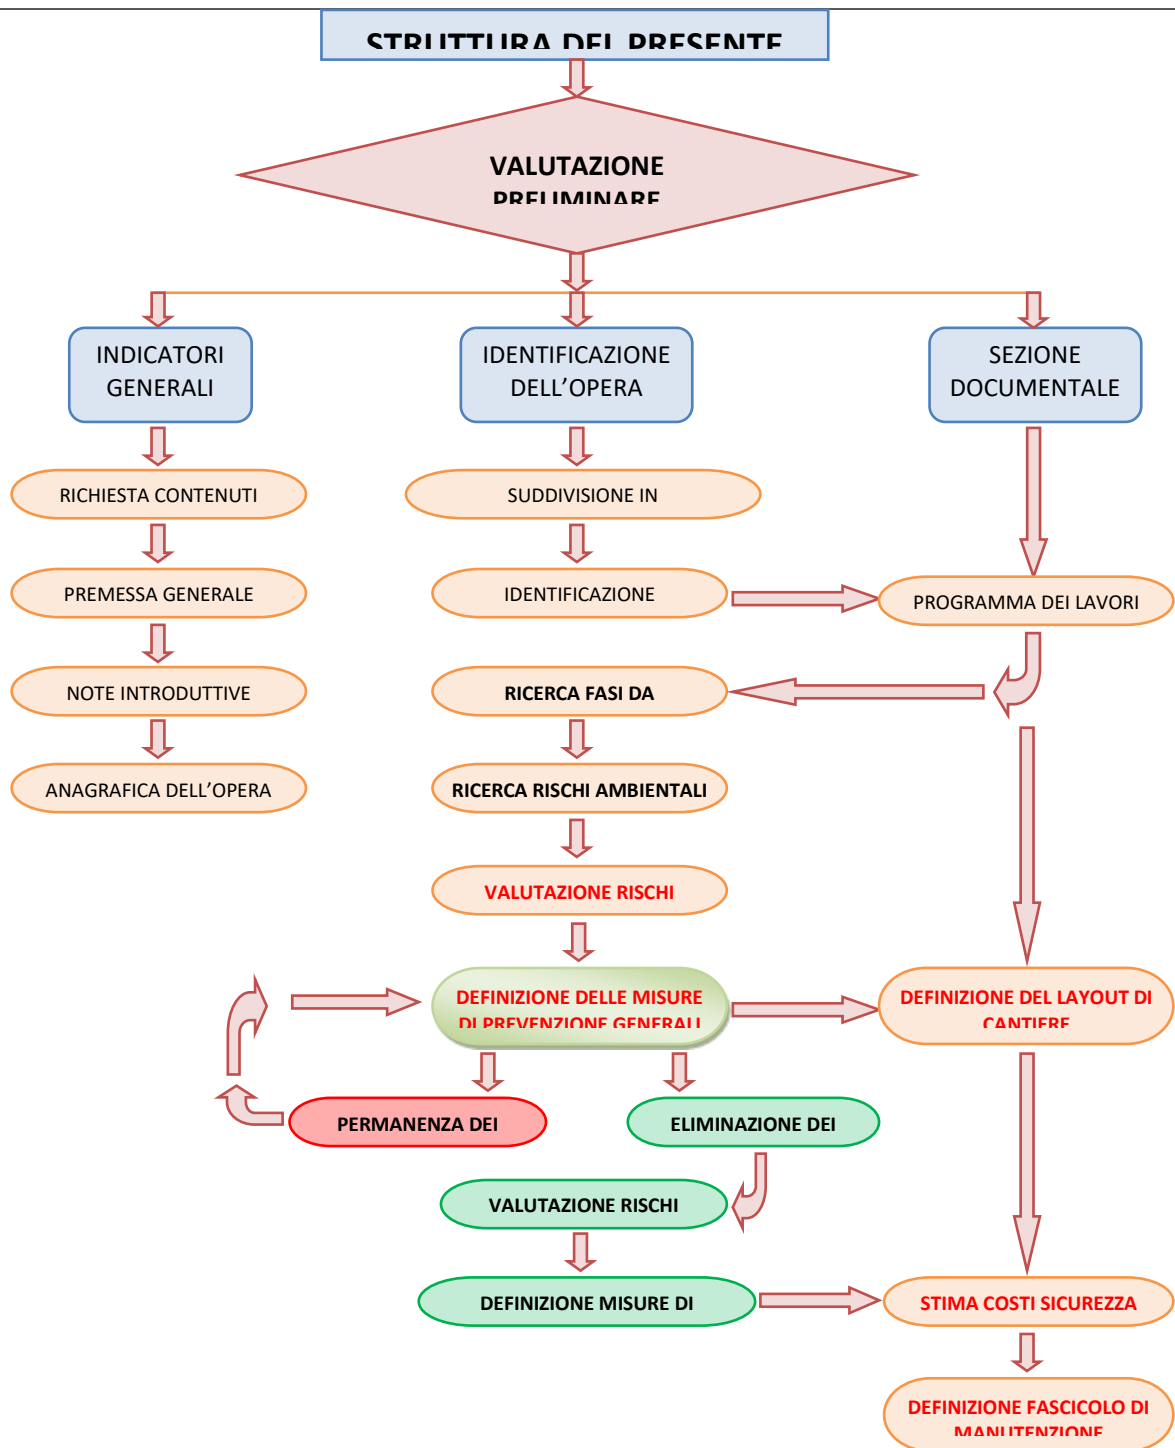 STRUTTURA DEL PRESENTE
VALUTAZIONE
PRELIMINARE
INDICATORI
GENERALI
IDENTIFICAZIONE
DELL’OPERA
SEZIONE
DOCUMENTALE
RICHIESTA CONTENUTI
SUDDIVISIONE IN
PREMESSA GENERALE
IDENTIFICAZIONE
PROGRAMMA DEI LAVORI
NOTE INTRODUTTIVE
RICERCA FASI DA
ANAGRAFICA DELL’OPERA
RICERCA RISCHI AMBIENTALI
VALUTAZIONE RISCHI
DEFINIZIONE DELLE MISURE
DI PREVENZIONE GENERALI
DEFINIZIONE DEL LAYOUT DI
CANTIERE
PERMANENZA DEI
ELIMINAZIONE DEI
VALUTAZIONE RISCHI
DEFINIZIONE MISURE DI
STIMA COSTI SICUREZZA
DEFINIZIONE FASCICOLO DI
MANUTENZIONE